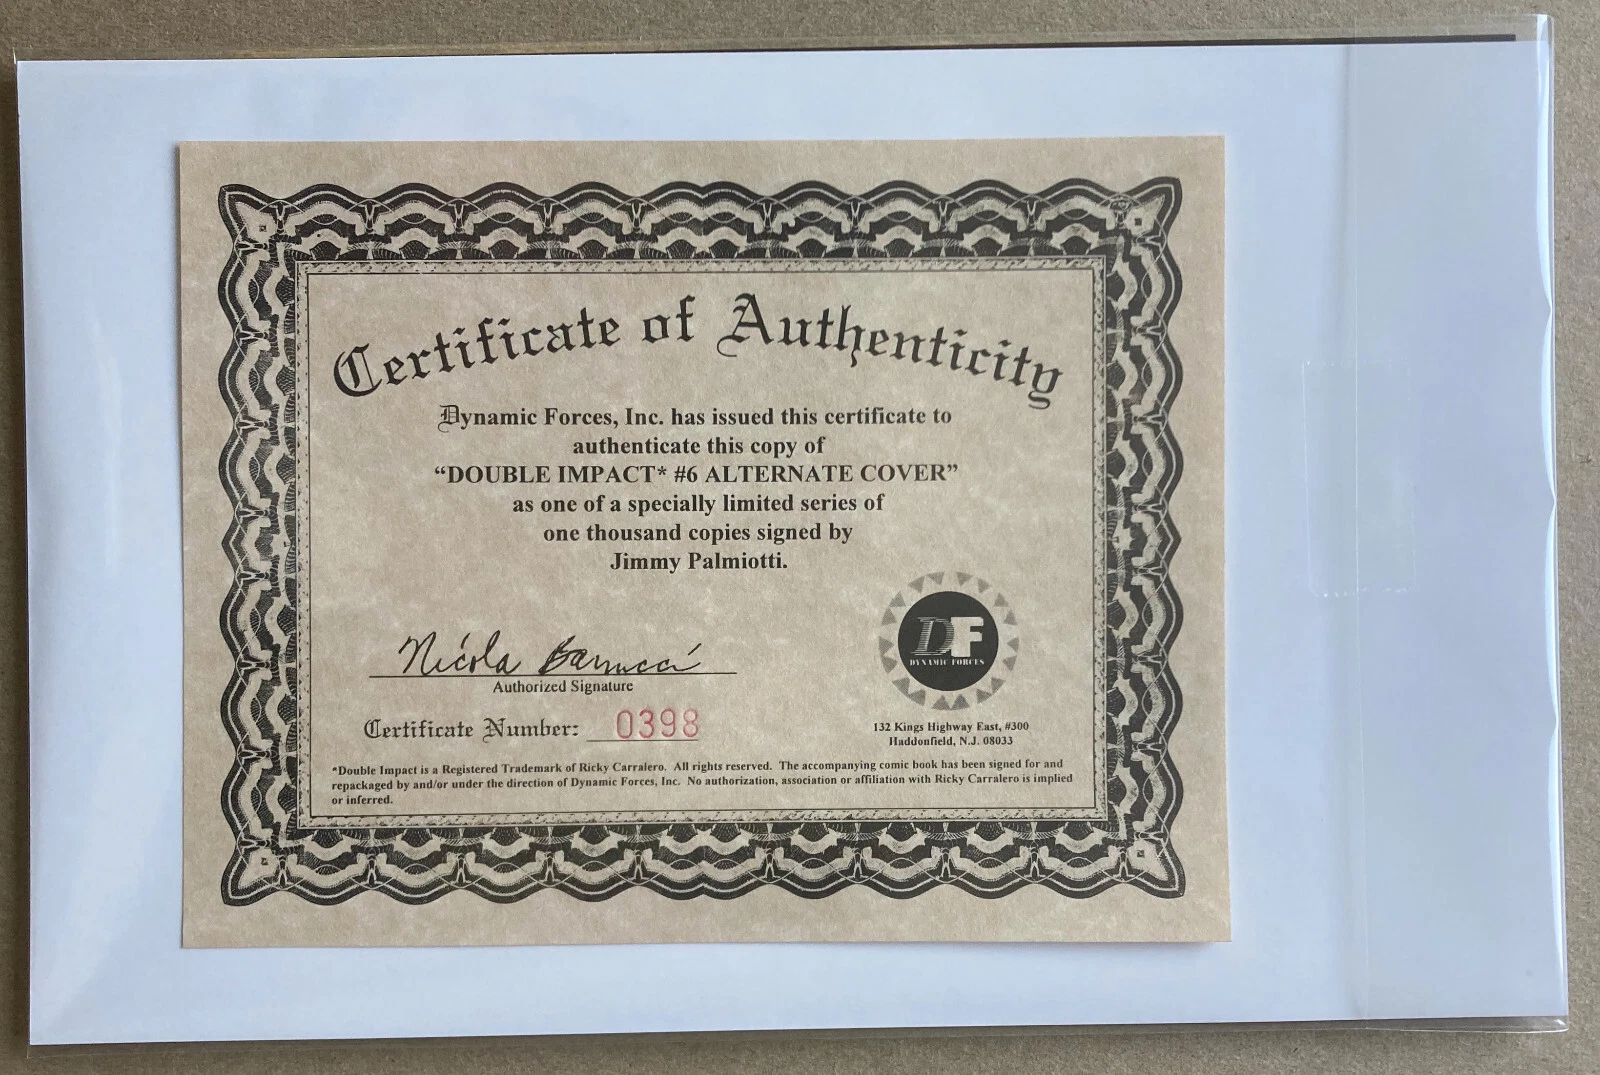 Certificate of Authenticity
Dynamic Forces, Inc. has issued this certificate to
authenticate this copy of
“DOUBLE IMPACT* #6 ALTERNATE COVER”
as one of a specially limited series of
one thousand copies signed by
Jimmy Palmiotti.
Nicola Barrucci
Authorized Signature
Certificate Number: 0398
DF
DYNAMIC FORCES
132 Kings Highway East, #300
Haddonfield, N.J. 08033
*Double Impact is a Registered Trademark of Ricky Carralero. All rights reserved. The accompanying comic book has been signed for and
repackaged by and/or under the direction of Dynamic Forces, Inc. No authorization, association or affiliation with Ricky Carralero is implied
or inferred.